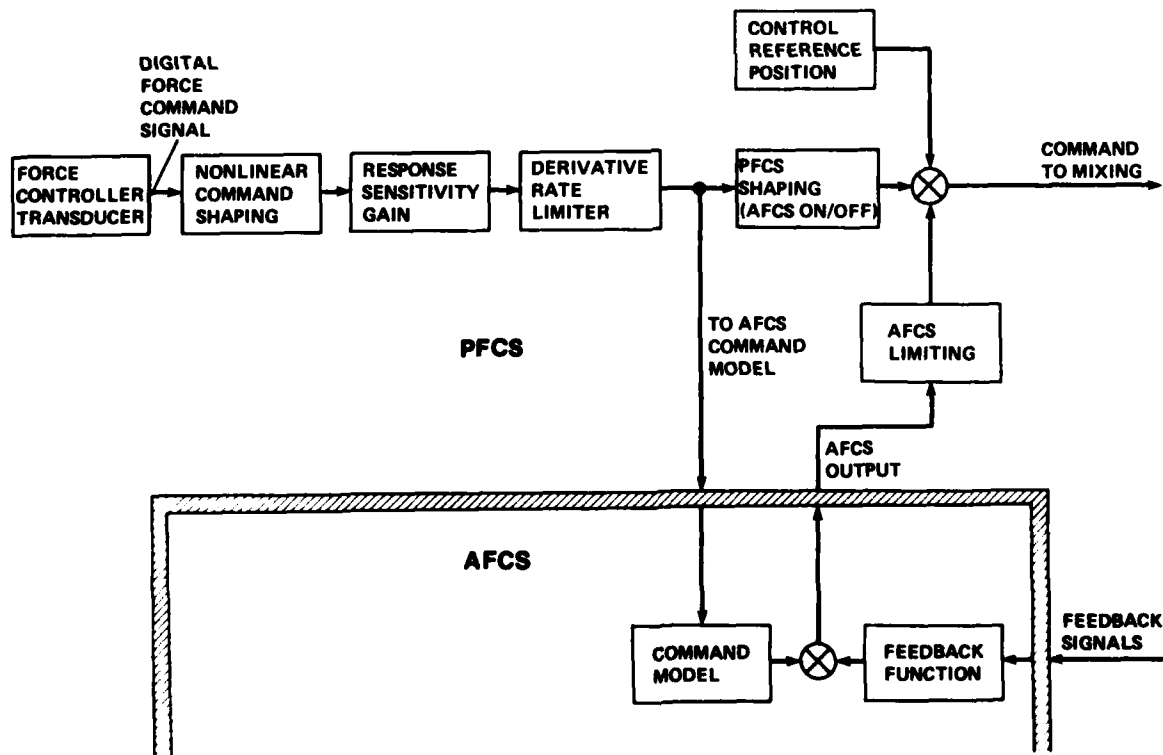 CONTROL
REFERENCE
POSITION
DIGITAL
FORCE
COMMAND
SIGNAL
FORCE
CONTROLLER
TRANSDUCER
NONLINEAR
COMMAND
SHAPING
RESPONSE
SENSITIVITY
GAIN
DERIVATIVE
RATE
LIMITER
PFCS
SHAPING
(AFCS ON/OFF)
COMMAND
TO MIXING
TO AFCS
COMMAND
MODEL
PFCS
AFCS
LIMITING
AFCS
OUTPUT
AFCS
COMMAND
MODEL
FEEDBACK
FUNCTION
FEEDBACK
SIGNALS